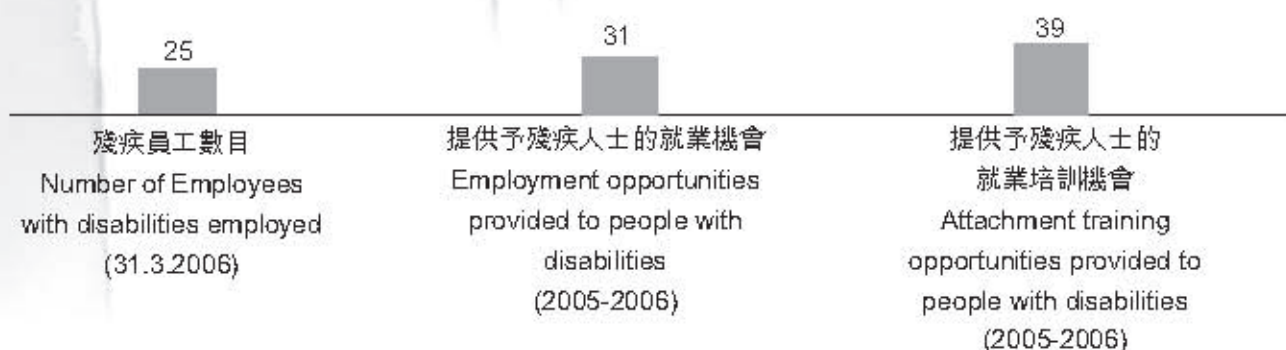 25
殘疾員工數目
Number of Employees
with disabilities employed
(31.3.2006)
31
提供予殘疾人士的就業機會
Employment opportunities
provided to people with
disabilities
(2005-2006)
39
提供予殘疾人士的
就業培訓機會
Attachment training
opportunities provided to
people with disabilities
(2005-2006)